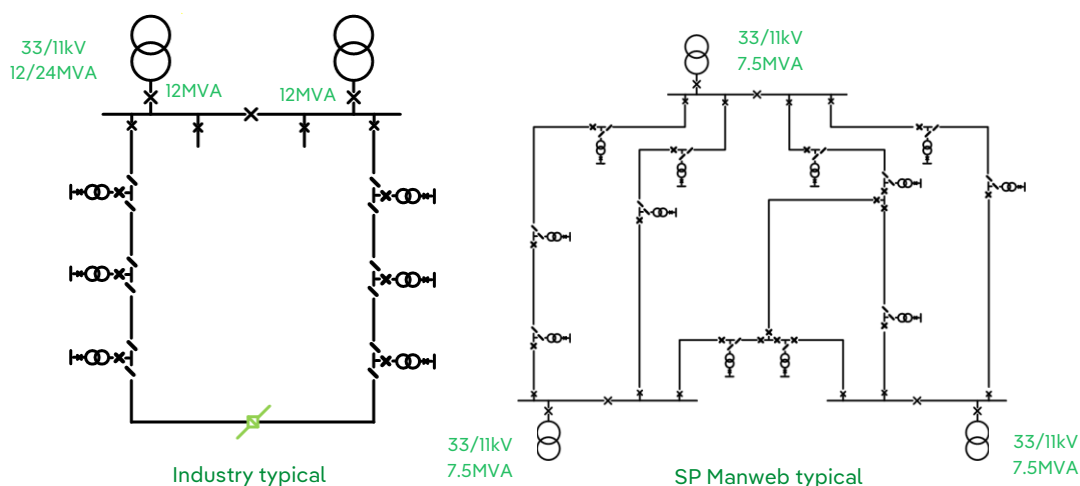 33/11kV
12/24MVA
12MVA
12MVA
Industry typical
33/11kV
7.5MVA
33/11kV
7.5MVA
33/11kV
7.5MVA
SP Manweb typical